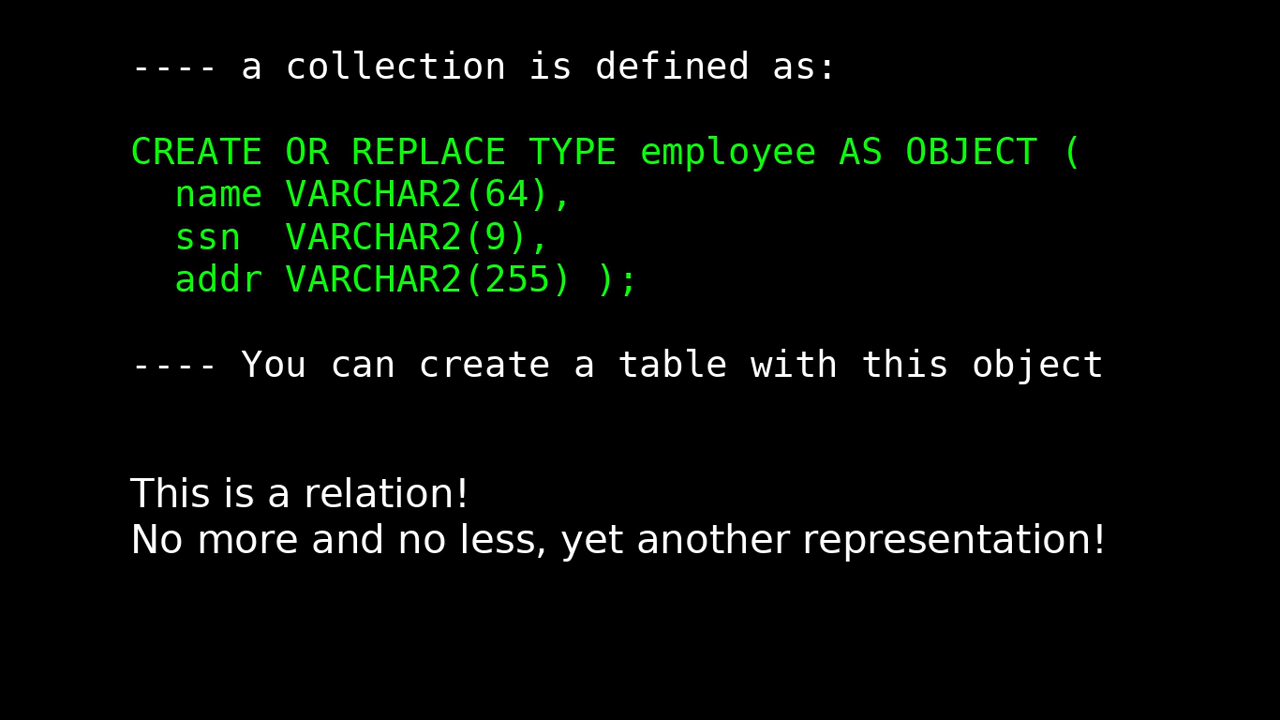 ---- a collection is defined as:
CREATE OR REPLACE TYPE employee AS OBJECT (
  name VARCHAR2(64),
  ssn  VARCHAR2(9),
  addr VARCHAR2(255) );
---- You can create a table with this object
This is a relation!
No more and no less, yet another representation!